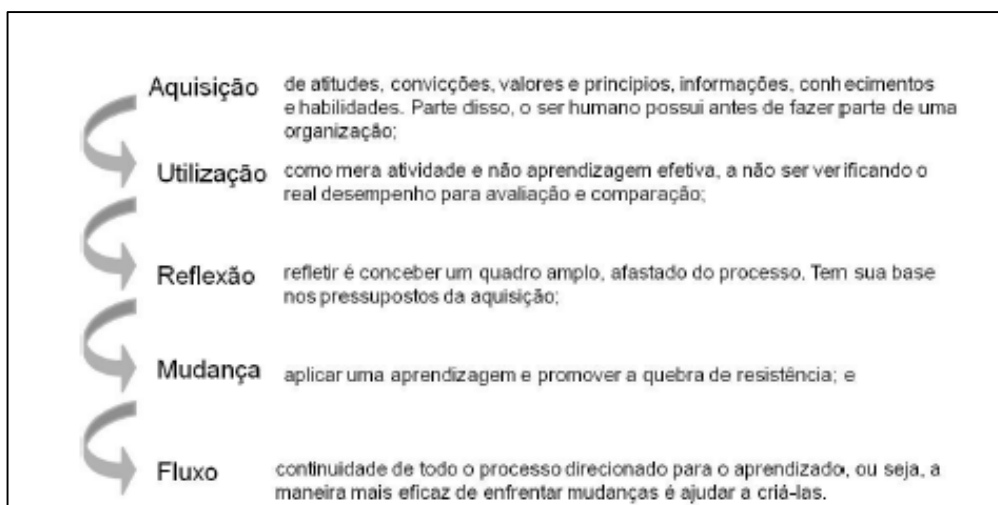 Aquisição de atitudes, convicções, valores e princípios, informações, conhecimentos
e habilidades. Parte disso, o ser humano possui antes de fazer parte de uma
organização;
Utilização como mera atividade e não aprendizagem efetiva, a não ser verificando o
real desempenho para avaliação e comparação;
Reflexão refletir é conceber um quadro amplo, afastado do processo. Tem sua base
nos pressupostos da aquisição;
Mudança aplicar uma aprendizagem e promover a quebra de resistência; e
Fluxo continuidade de todo o processo direcionado para o aprendizado, ou seja, a
maneira mais eficaz de enfrentar mudanças é ajudar a criá-las.